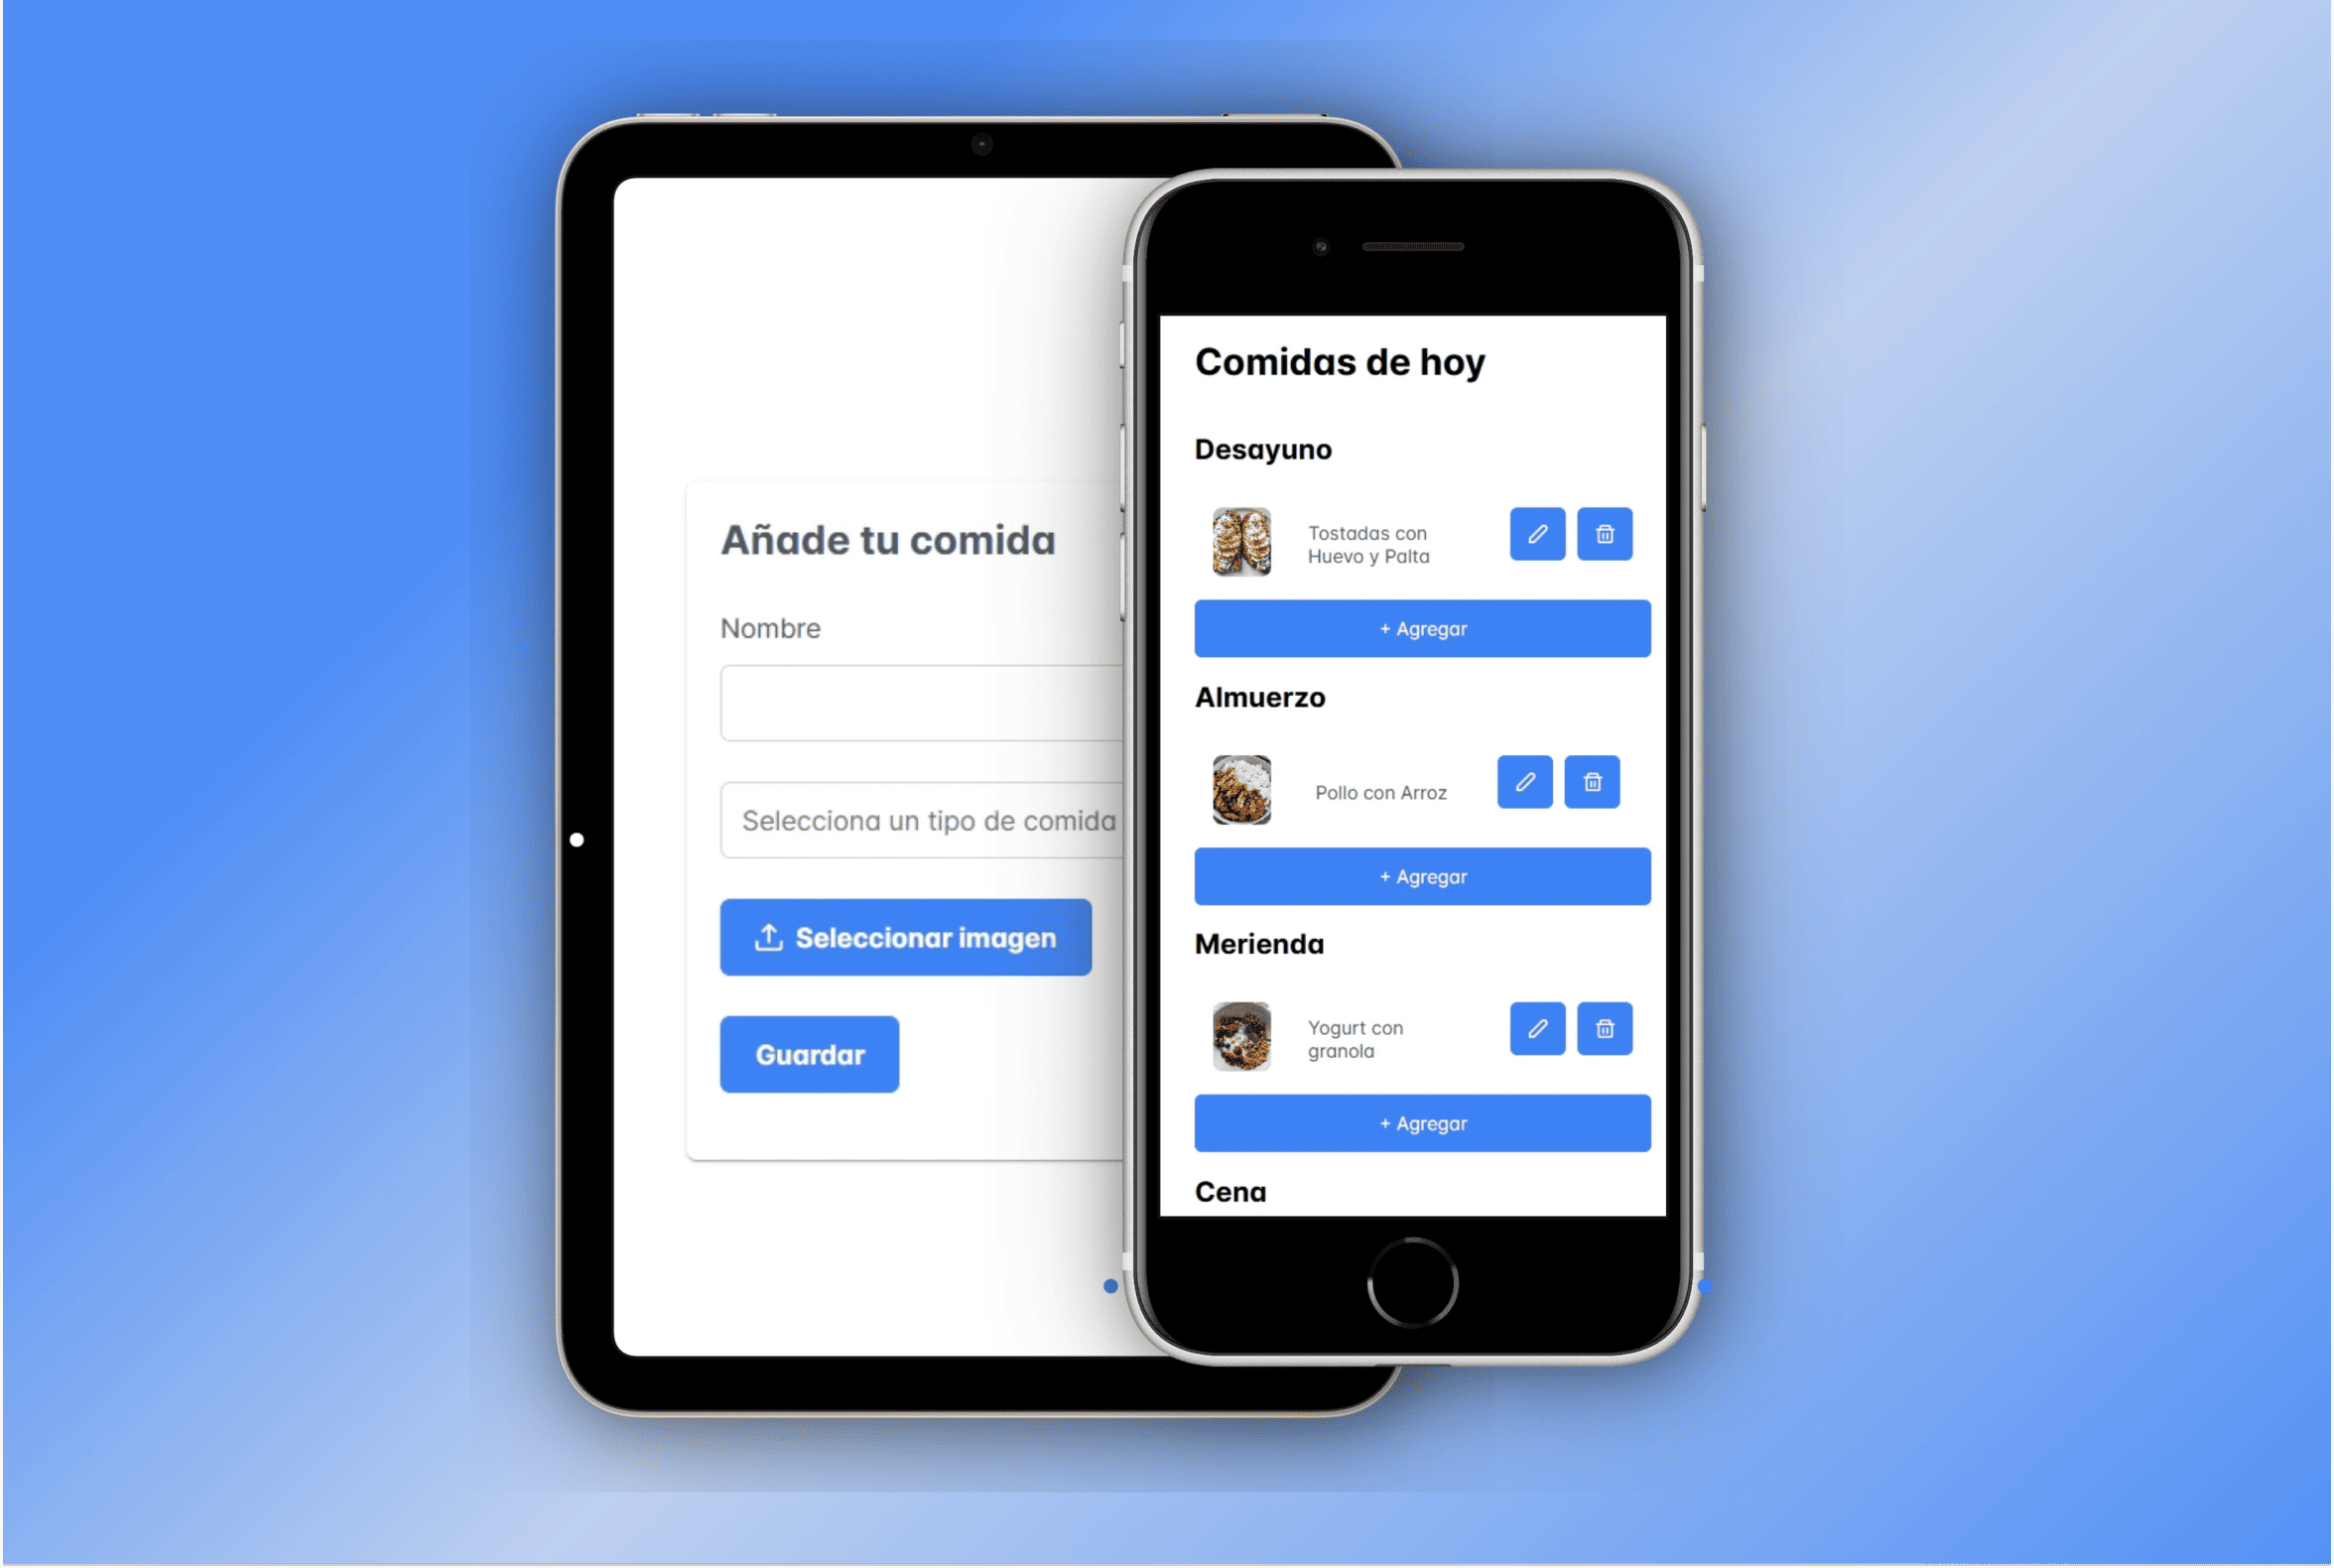 Añade tu comida
Nombre
Selecciona un tipo de comida
Seleccionar imagen
Guardar
Comidas de hoy
Desayuno
Tostadas con
Huevo y Palta
+ Agregar
Almuerzo
Pollo con Arroz
+ Agregar
Merienda
Yogurt con
granola
+ Agregar
Cena